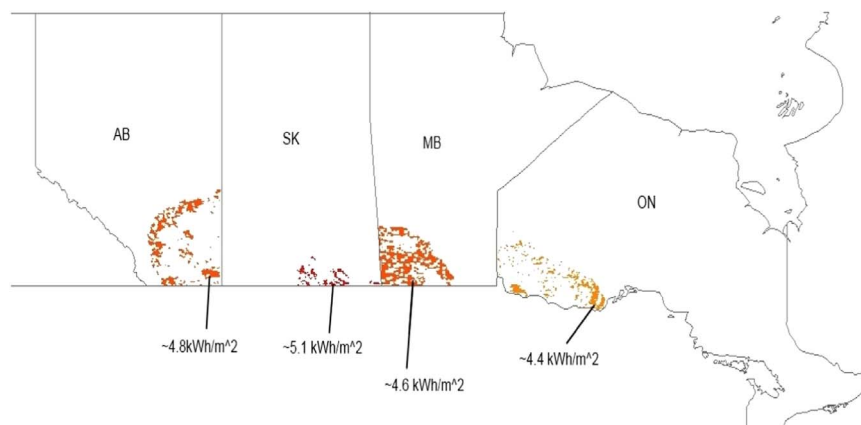 AB
SK
MB
ON
~4.8kWh/m^2
~5.1 kWh/m^2
~4.6 kWh/m^2
~4.4 kWh/m^2